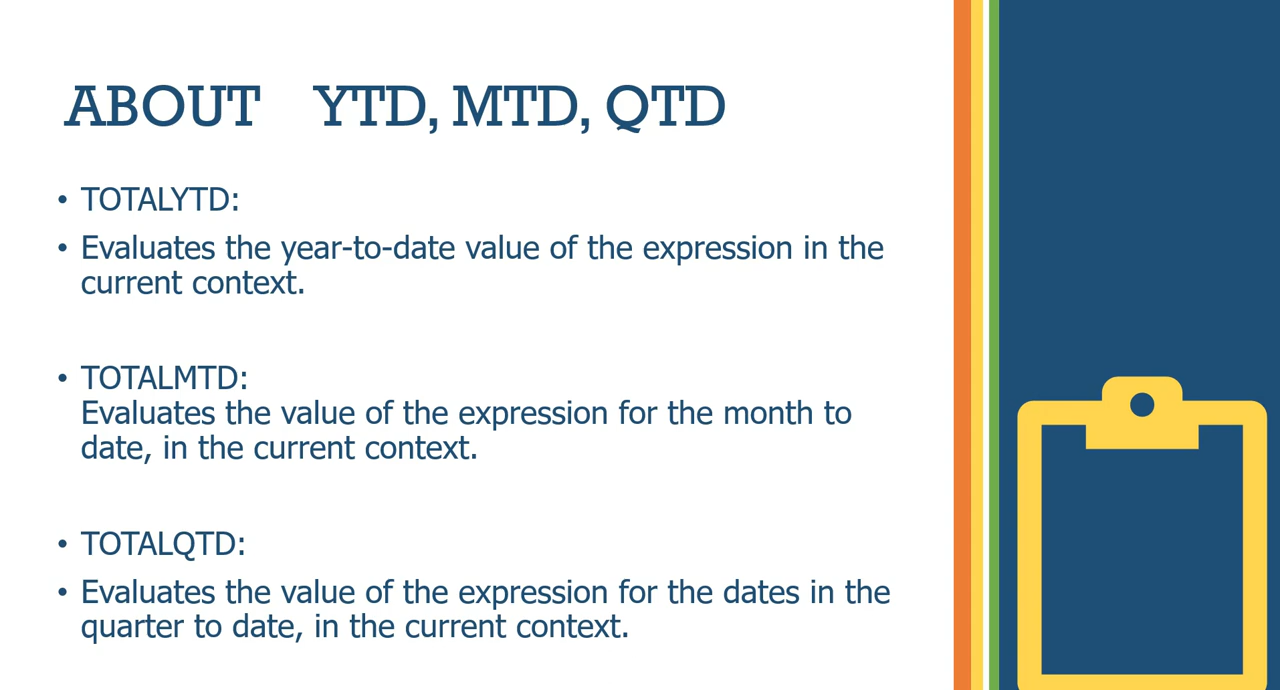 ABOUT YTD, MTD, QTD
• TOTALYTD:
• Evaluates the year-to-date value of the expression in the
current context.
• TOTALMTD:
Evaluates the value of the expression for the month to
date, in the current context.
• TOTALQTD:
• Evaluates the value of the expression for the dates in the
quarter to date, in the current context.